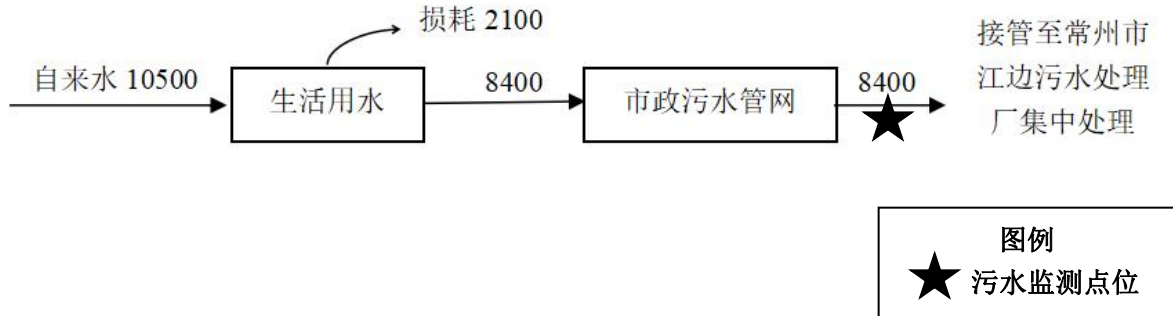 损耗 2100
自来水 10500
生活用水
8400
市政污水管网
8400
接管至常州市
江边污水处理
厂集中处理
图例
污水监测点位